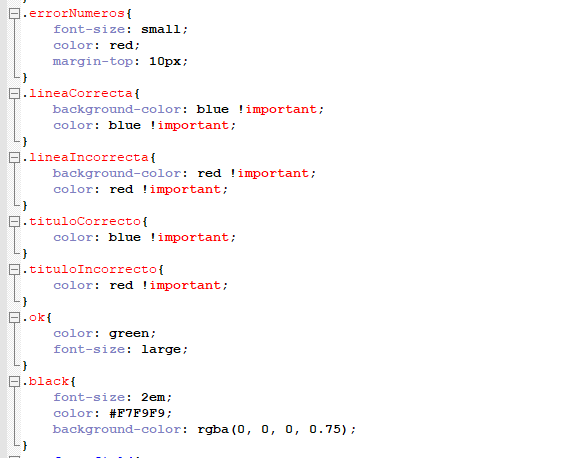 .errorNumeros{
font-size: small;
color: red;
margin-top: 10px;
}
.lineaCorrecta{
background-color: blue !important;
color: blue !important;
}
.lineaIncorrecta{
background-color: red !important;
color: red !important;
}
.tituloCorrecto{
color: blue !important;
}
.tituloIncorrecto{
color: red !important;
}
.ok{
color: green;
font-size: large;
}
.black{
font-size: 2em;
color: #F7F9F9;
background-color: rgba(0, 0, 0, 0.75);
}